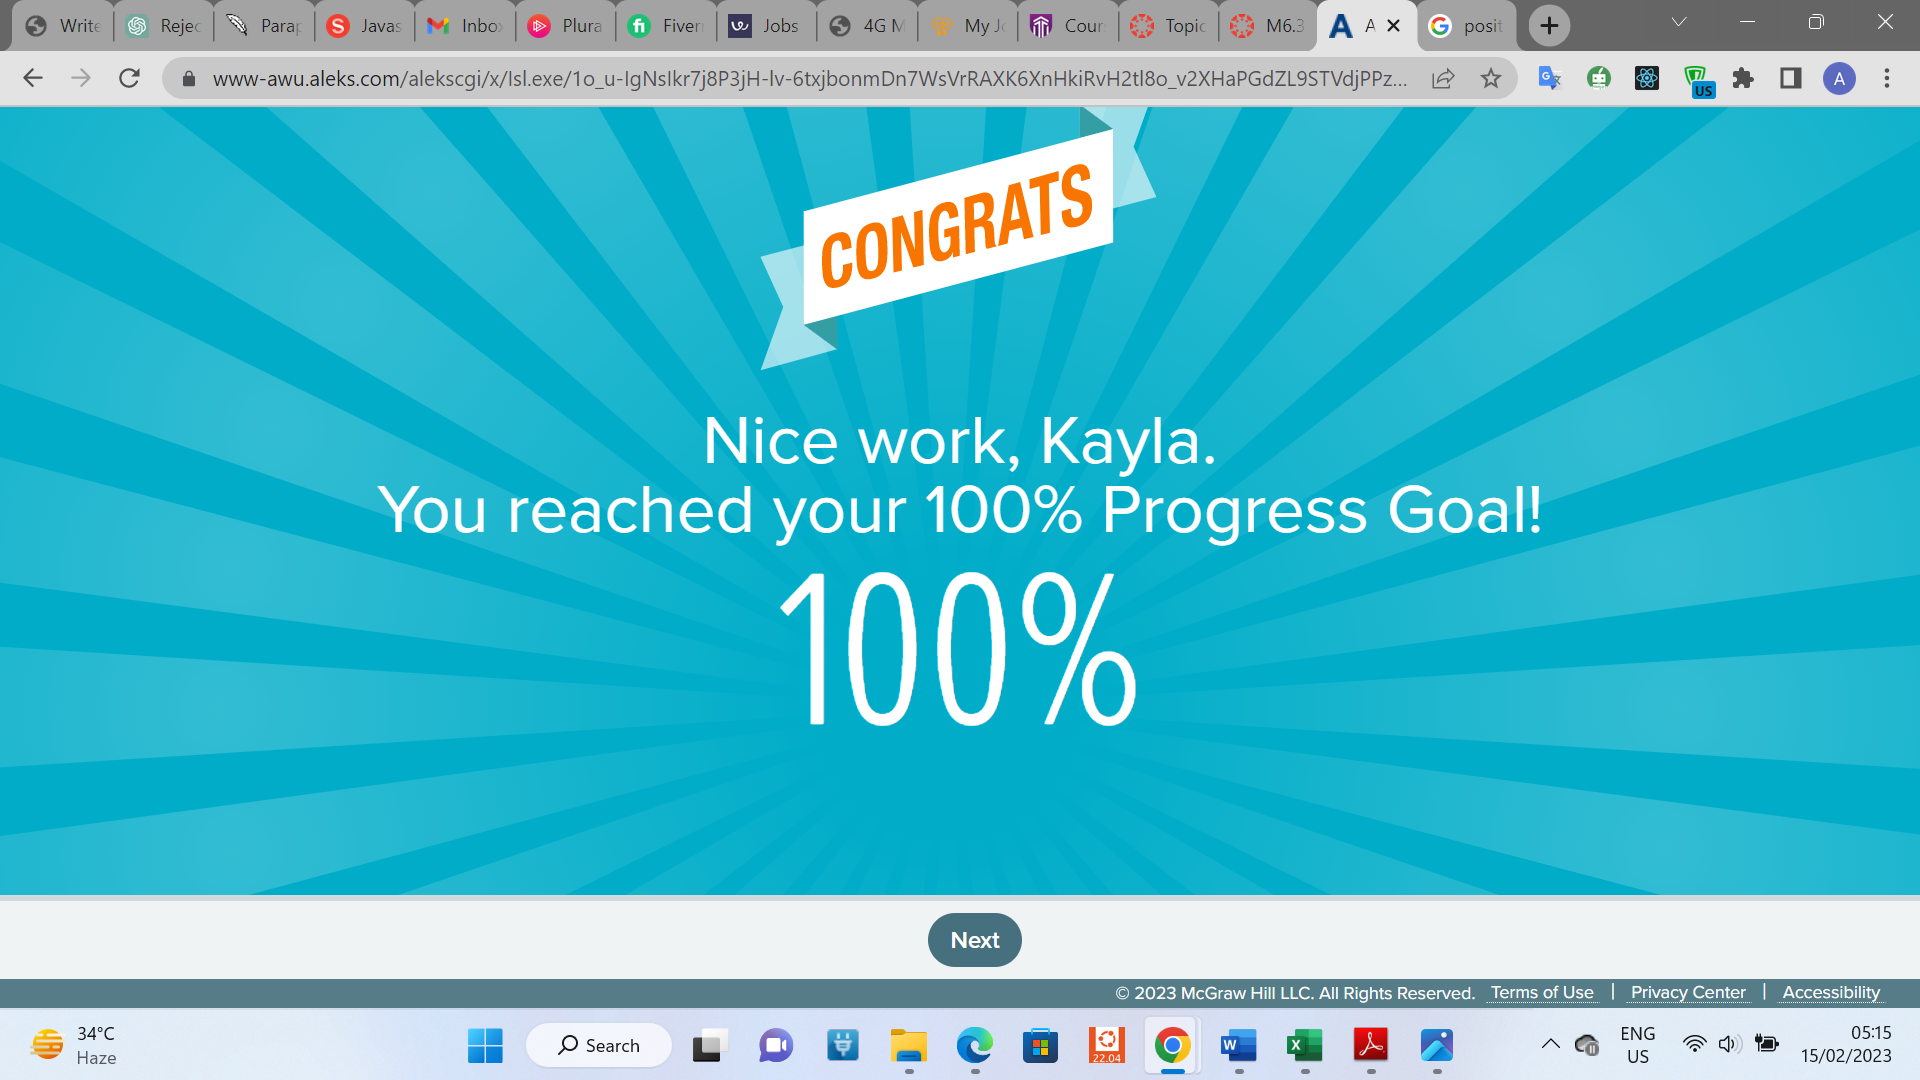 Write
Rejec
Parap
Javas
Inbo
Plura
Fiver
Jobs
4G M
My Jo
Cour
Topic
M6.3
A
posit
www-awu.aleks.com/alekscgi/x/Isl.exe/1o_u-IgNsIkr7j8P3jH-lv-6txjbonmDn7WsVrRAXK6XnHkiRvH2tl8o_v2XHaPGdZL9STVdjPPz...
US
A
CONGRATS
Nice work, Kayla.
You reached your 100% Progress Goal!
100%
Next
© 2023 McGraw Hill LLC. All Rights Reserved. Terms of Use | Privacy Center | Accessibility
34°C
Haze
Search
22.04
ENG
US
05:15
15/02/2023